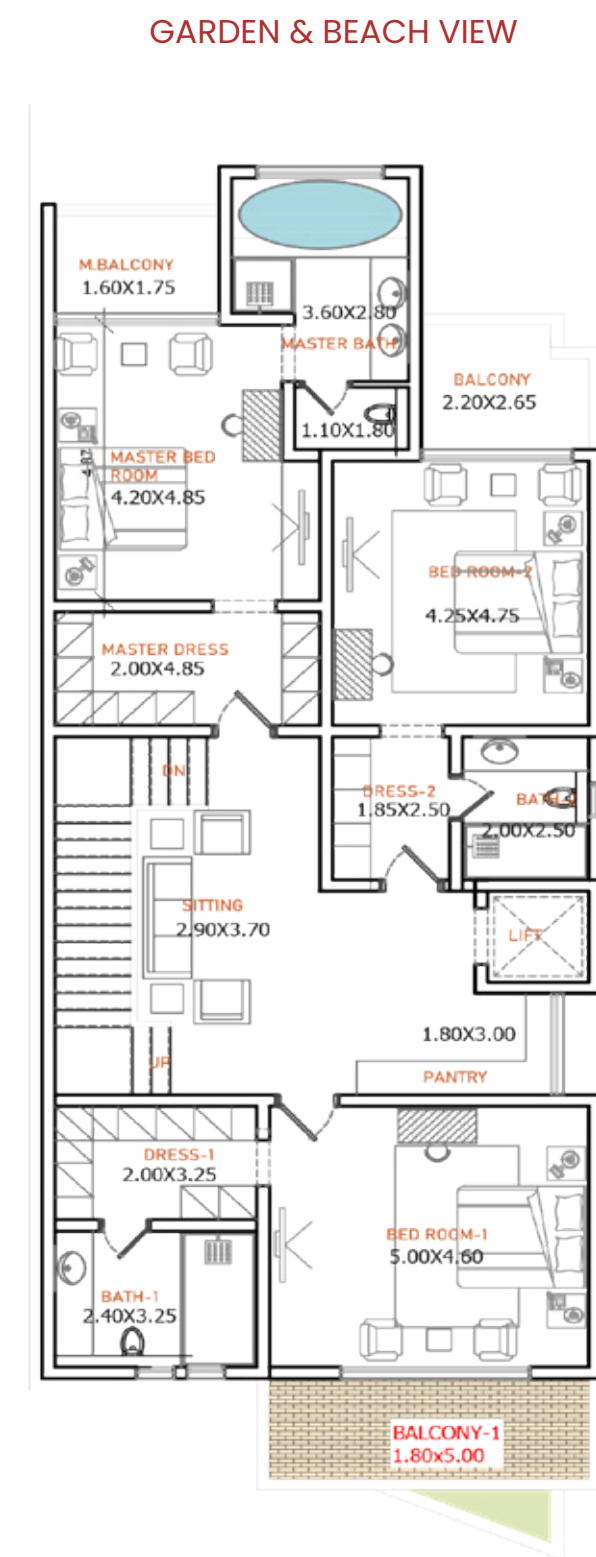 GARDEN & BEACH VIEW
M.BALCONY
1.60X1.75
3.60X2.80
MASTER BATH
1.10X1.80
BALCONY
2.20X2.65
4.87
MASTER BED
ROOM
4.20X4.85
BED ROOM-2
4.25X4.75
MASTER DRESS
2.00X4.85
DN
DRESS-2
1.85X2.50
BATH-2
2.00X2.50
SITTING
2.90X3.70
LIFT
UP
1.80X3.00
PANTRY
DRESS-1
2.00X3.25
BED ROOM-1
5.00X4.60
BATH-1
2.40X3.25
BALCONY-1
1.80x5.00